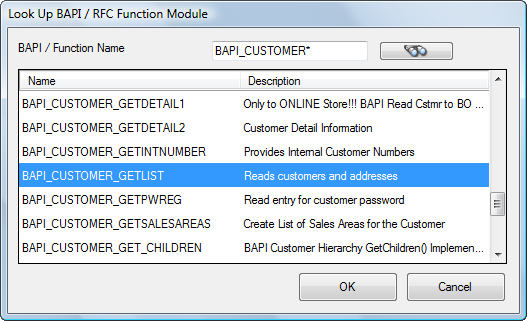 Look Up BAPI / RFC Function Module
BAPI / Function Name BAPI_CUSTOMER*
Name Description
BAPI_CUSTOMER_GETDETAIL1 Only to ONLINE Store!!! BAPI Read Cstmr to BO ...
BAPI_CUSTOMER_GETDETAIL2 Customer Detail Information
BAPI_CUSTOMER_GETINTNUMBER Provides Internal Customer Numbers
BAPI_CUSTOMER_GETLIST Reads customers and addresses
BAPI_CUSTOMER_GETPWREG Read entry for customer password
BAPI_CUSTOMER_GETSALESAREAS Create List of Sales Areas for the Customer
BAPI_CUSTOMER_GET_CHILDREN BAPI Customer Hierarchy GetChildren() Implemen...
OK Cancel